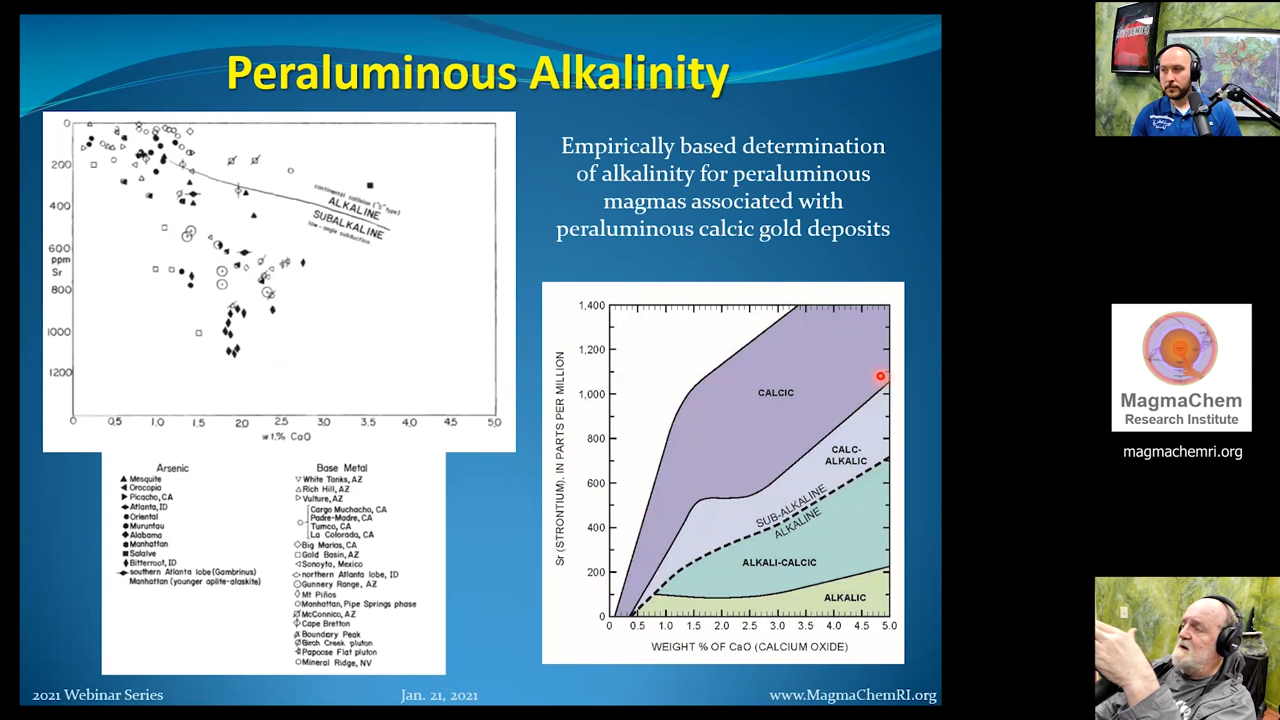 Peraluminous Alkalinity
0
200
400
600
ppm
Sr
800
1000
1200
0
0.5
1.0
1.5
2.0
2.5
3.0
3.5
4.0
4.5
5.0
wt.% CaO
continental collision ("S" type)
ALKALINE
SUBALKALINE
low-angle subduction
Arsenic
Mesquite
Orocopia
Picacho, CA
Atlanta, ID
Oriental
Muruntau
Alabama
Manhattan
Bitterroot, ID
southern Atlanta lobe (Gambrinus)
Manhattan (younger aplite-alaskite)
Base Metal
White Tanks, AZ
Rich Hill, AZ
Vulture, AZ
Cargo Muchacho, CA
Padre-Madre, CA
Tumco, CA
La Colorada, CA
Big Marias, CA
Gold Basin, AZ
Sonoyta, Mexico
northern Atlanta lobe, ID
Gunnery Range, AZ
Mt Piños
Manhattan, Pipe Springs phase
McConnico, AZ
Cape Bretton
Boundary Peak
Birch Creek pluton
Papoose Flat pluton
Mineral Ridge, NV
Empirically based determination
of alkalinity for peraluminous
magmas associated with
peraluminous calcic gold deposits
Sr (STRONTIUM), IN PARTS PER MILLION
1,400
1,200
1,000
800
600
400
200
0
CALCIC
CALC-
ALKALIC
SUB-ALKALINE
ALKALINE
ALKALI-CALCIC
ALKALIC
0
0.5
1.0
1.5
2.0
2.5
3.0
3.5
4.0
4.5
5.0
WEIGHT % OF CaO (CALCIUM OXIDE)
2021 Webinar Series
Jan. 21, 2021
www.MagmaChemRI.org
MagmaChem
Research Institute
magmachemri.org